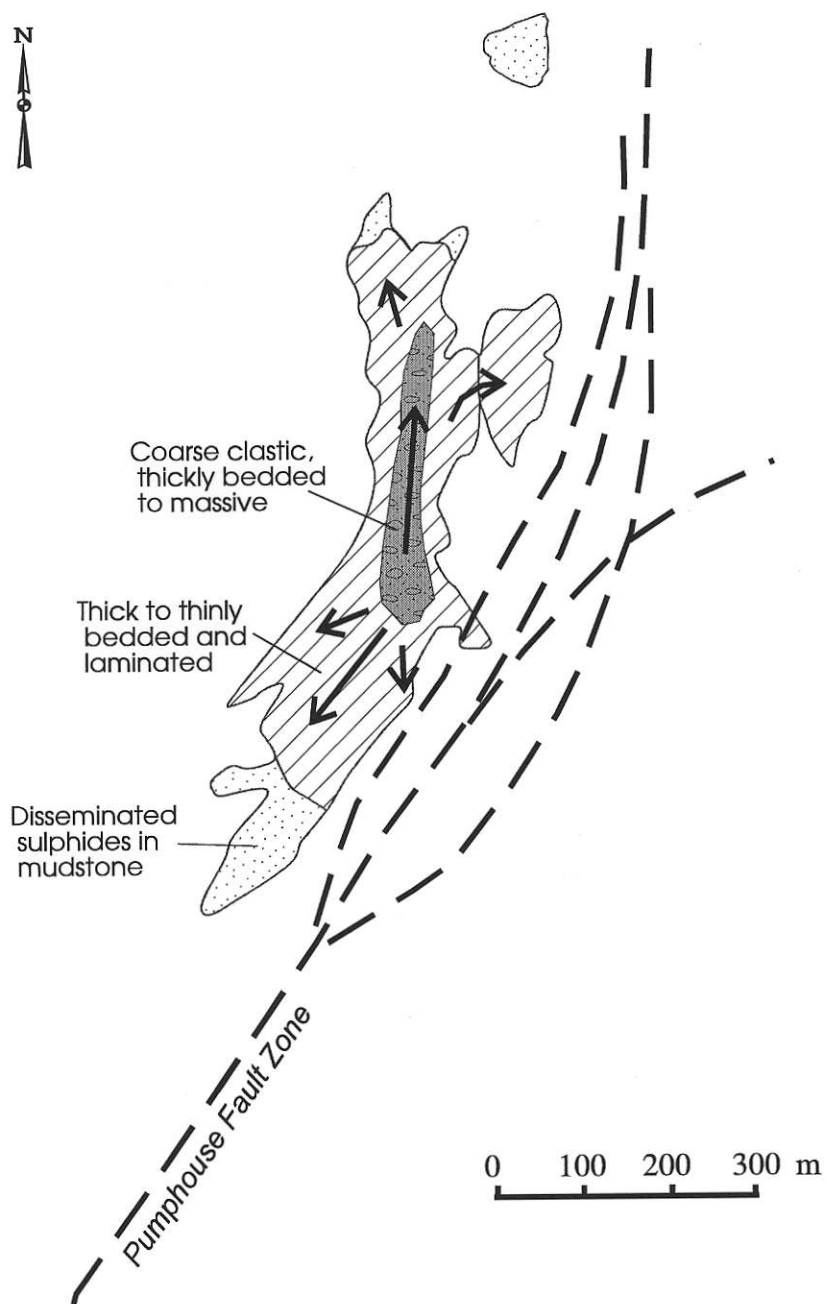 N
Coarse clastic,
thickly bedded
to massive
Thick to thinly
bedded and
laminated
Disseminated
sulphides in
mudstone
Pumphouse Fault Zone
0 100 200 300 m